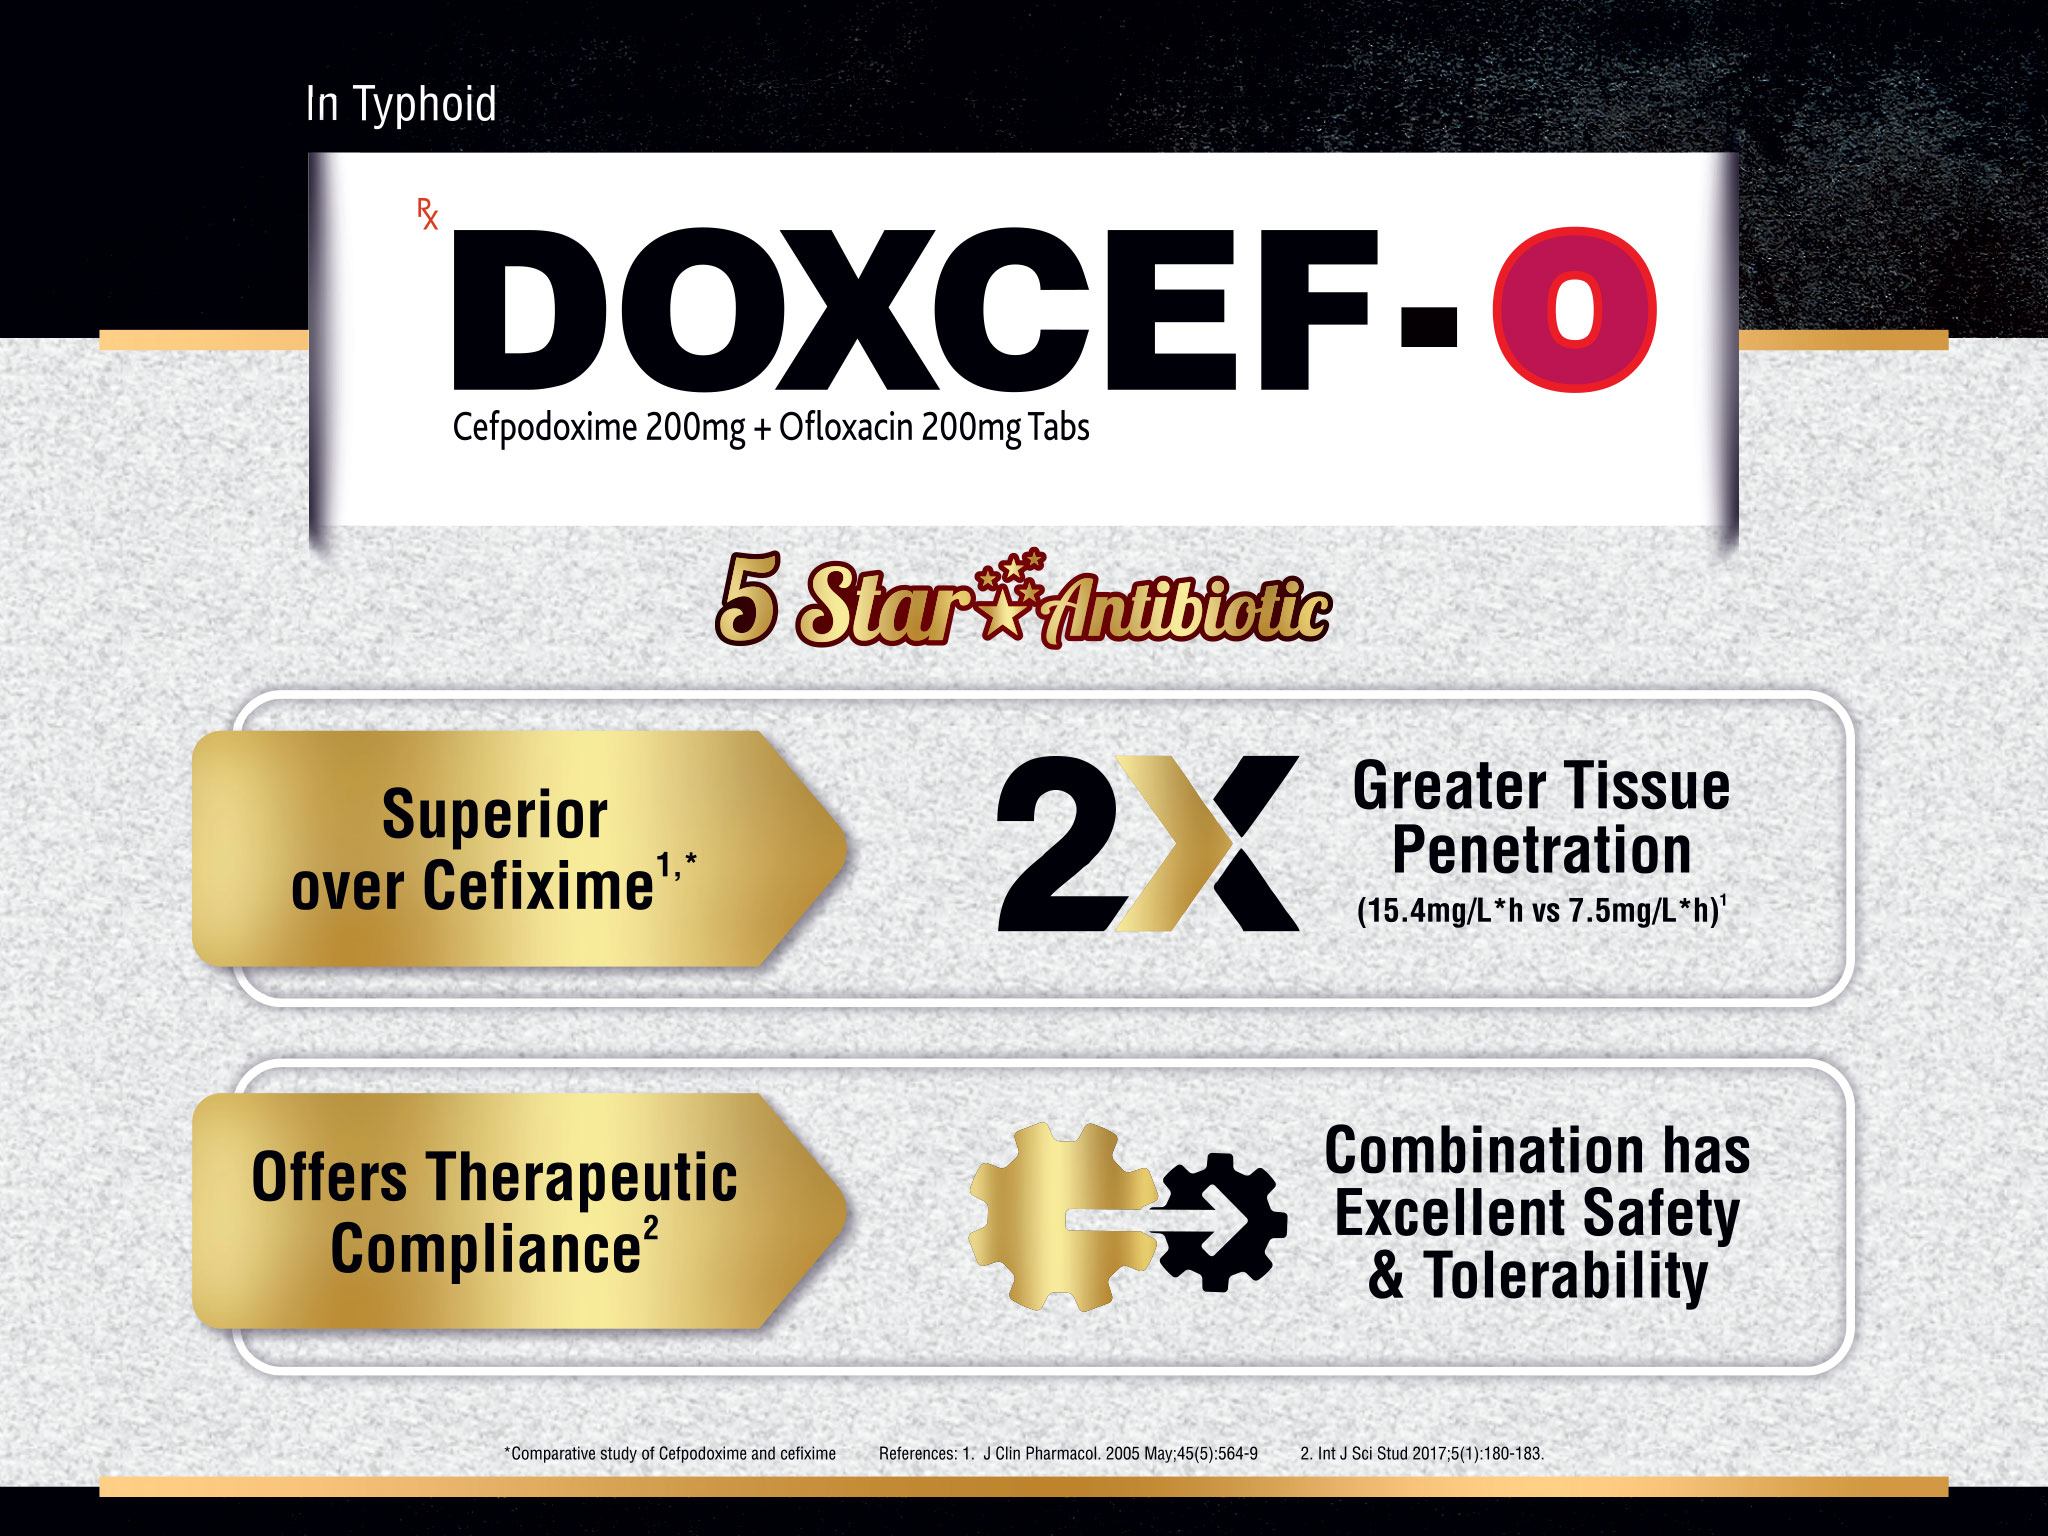 In Typhoid
Rx
DOXCEF-O
Cefpodoxime 200mg + Ofloxacin 200mg Tabs
5 Star Antibiotic
Superior
over Cefixime1,*
2X
Greater Tissue
Penetration
(15.4mg/L*h vs 7.5mg/L*h)1
Offers Therapeutic
Compliance2
Combination has
Excellent Safety
& Tolerability
*Comparative study of Cefpodoxime and cefixime References: 1. J Clin Pharmacol. 2005 May;45(5):564-9 2. Int J Sci Stud 2017;5(1):180-183.